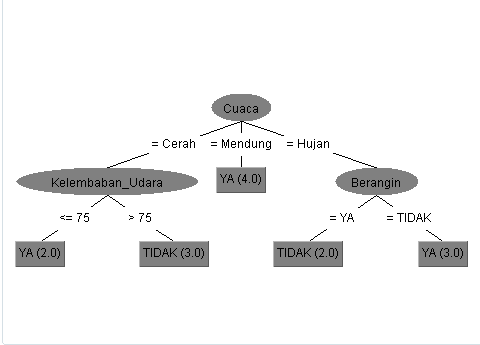 Cuaca
= Cerah = Mendung = Hujan
Kelembaban_Udara YA (4.0) Berangin
<= 75 > 75 = YA = TIDAK
YA (2.0) TIDAK (3.0) TIDAK (2.0) YA (3.0)